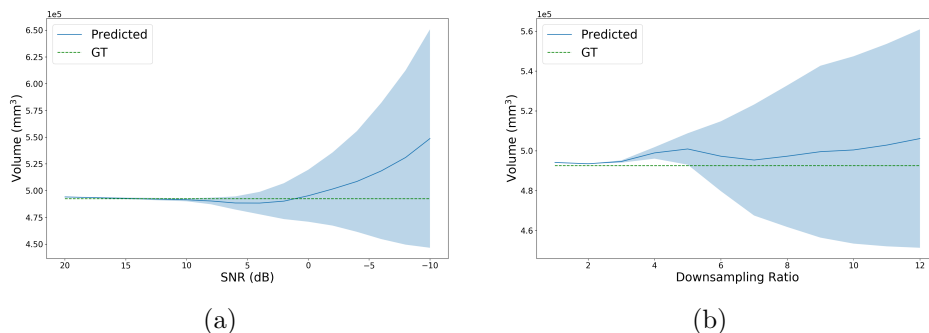 1e5
Predicted
GT
6.50
6.25
6.00
5.75
5.50
5.25
5.00
4.75
4.50
Volume (mm³)
20 15 10 5 0 −5 −10
SNR (dB)
(a)
1e5
Predicted
GT
5.6
5.4
5.2
5.0
4.8
4.6
Volume (mm³)
2 4 6 8 10 12
Downsampling Ratio
(b)